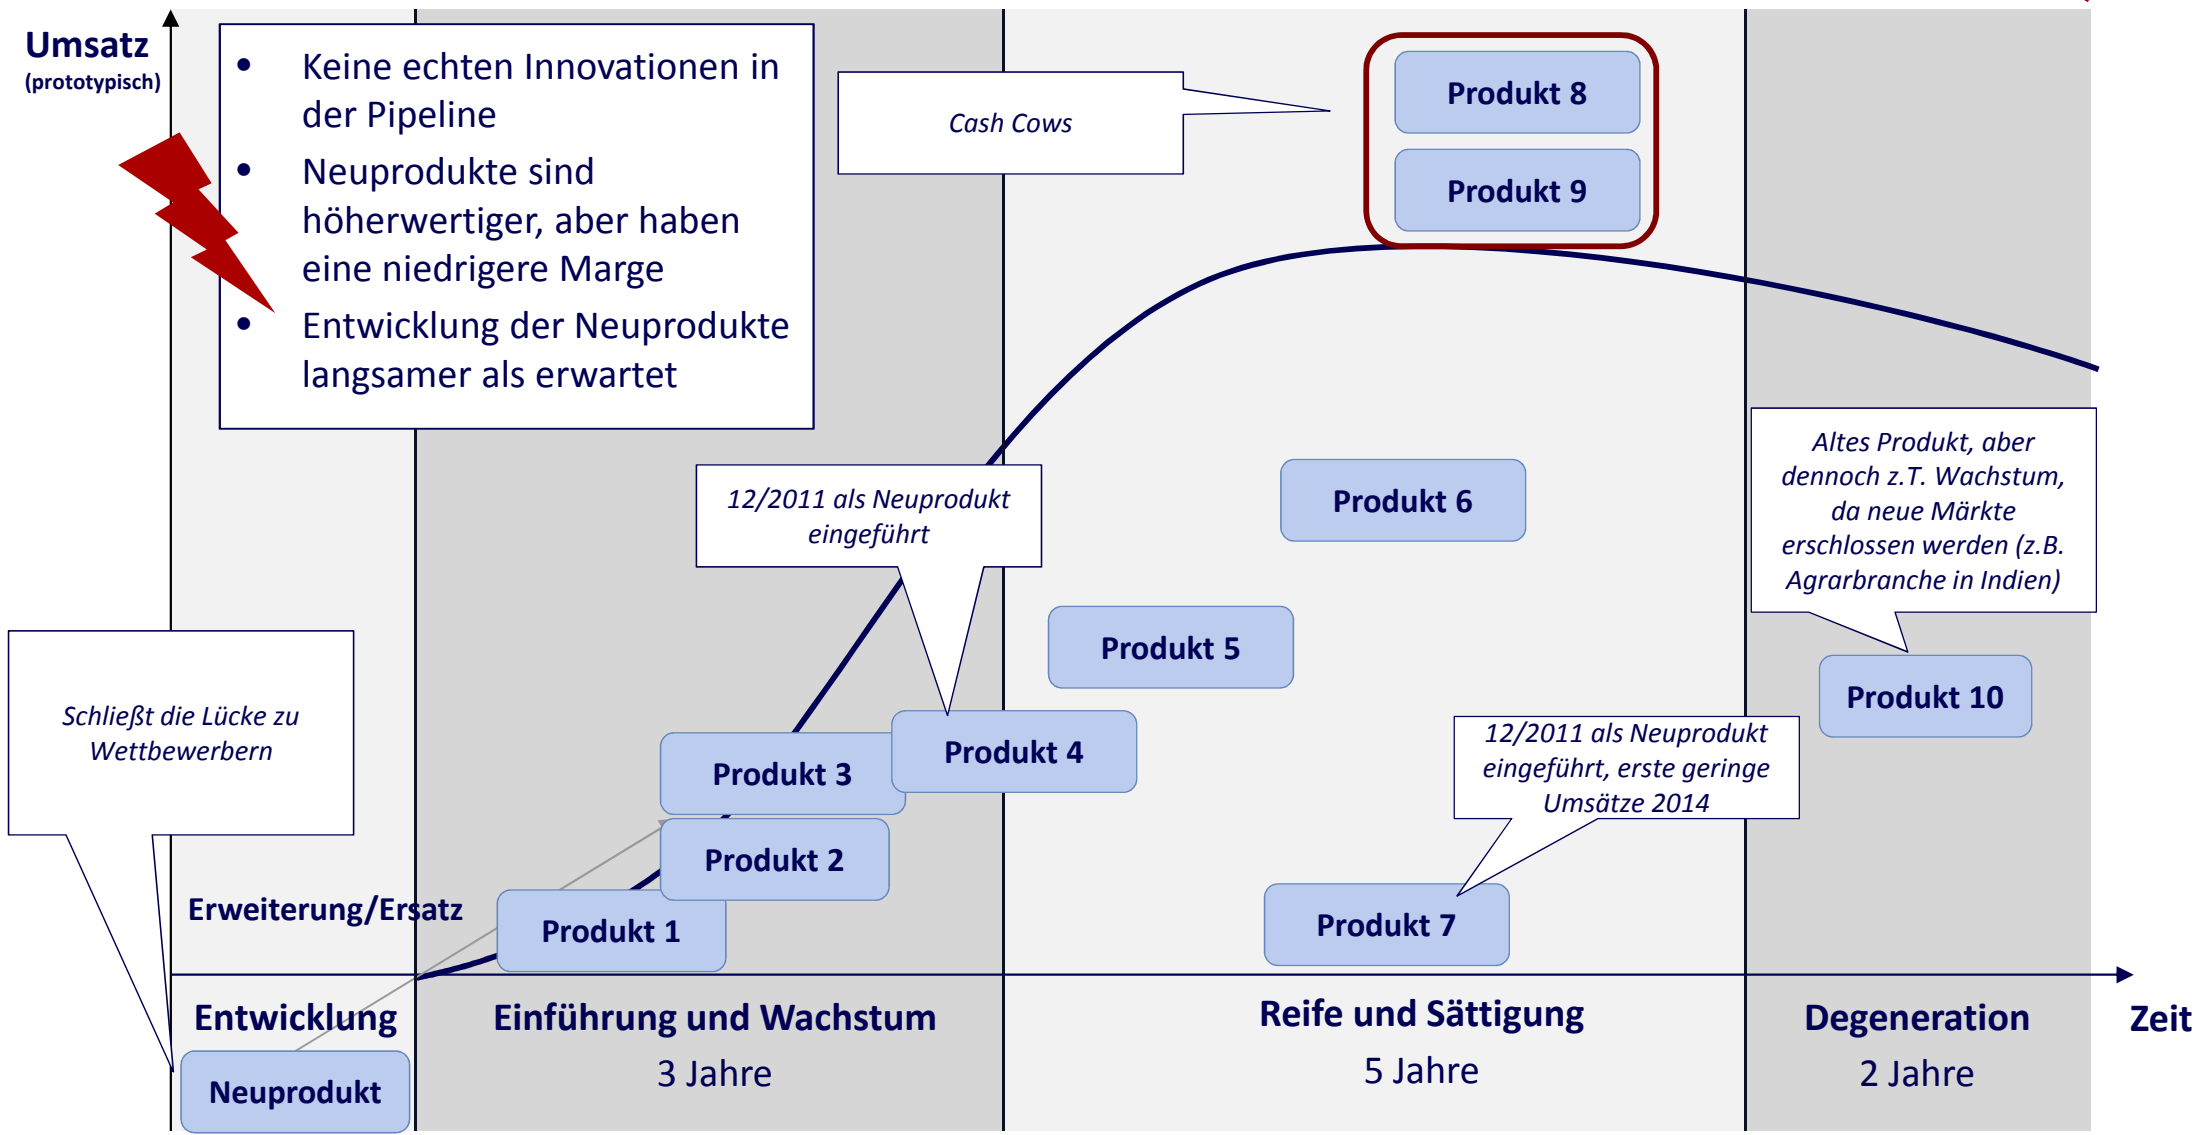 Umsatz
(prototypisch)
• Keine echten Innovationen in
der Pipeline
• Neuprodukte sind
höherwertiger, aber haben
eine niedrigere Marge
• Entwicklung der Neuprodukte
langsamer als erwartet
Cash Cows
Produkt 8
Produkt 9
12/2011 als Neuprodukt
eingeführt
Produkt 6
Altes Produkt, aber
dennoch z.T. Wachstum,
da neue Märkte
erschlossen werden (z.B.
Agrarbranche in Indien)
Produkt 5
Produkt 10
Schließt die Lücke zu
Wettbewerbern
Produkt 3
Produkt 4
12/2011 als Neuprodukt
eingeführt, erste geringe
Umsätze 2014
Produkt 2
Erweiterung/Ersatz
Produkt 1
Produkt 7
Entwicklung
Einführung und Wachstum
3 Jahre
Reife und Sättigung
5 Jahre
Degeneration
2 Jahre
Zeit
Neuprodukt